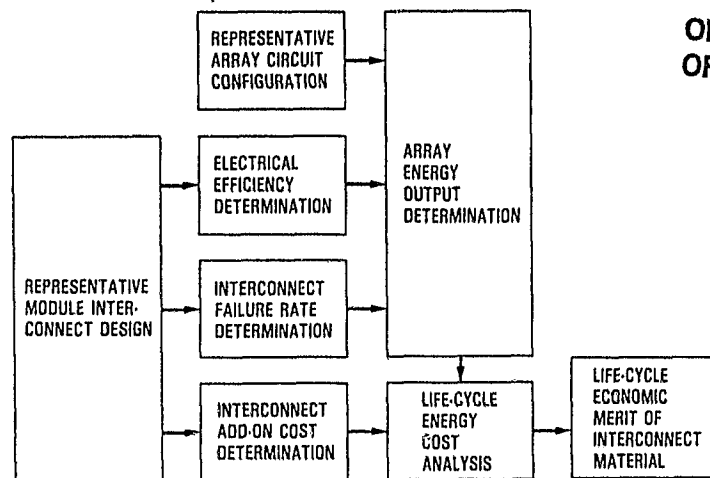 REPRESENTATIVE
ARRAY CIRCUIT
CONFIGURATION
ELECTRICAL
EFFICIENCY
DETERMINATION
ARRAY
ENERGY
OUTPUT
DETERMINATION
REPRESENTATIVE
MODULE INTER-
CONNECT DESIGN
INTERCONNECT
FAILURE RATE
DETERMINATION
INTERCONNECT
ADD-ON COST
DETERMINATION
LIFE-CYCLE
ENERGY
COST
ANALYSIS
LIFE-CYCLE
ECONOMIC
MERIT OF
INTERCONNECT
MATERIAL